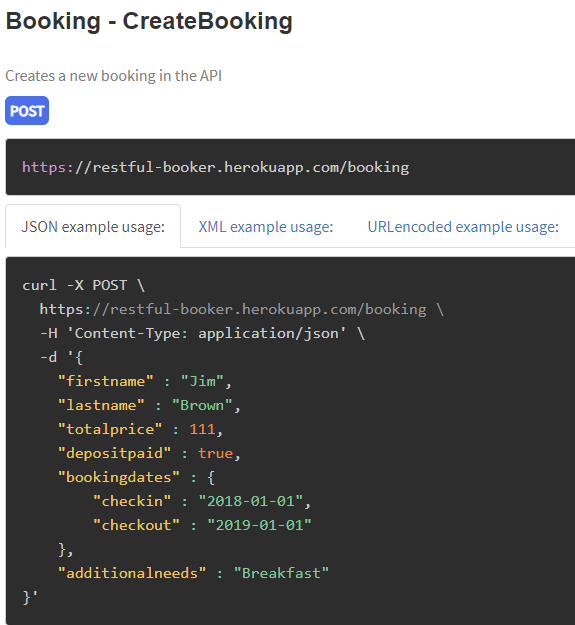 Booking - CreateBooking
Creates a new booking in the API
POST
https://restful-booker.herokuapp.com/booking
JSON example usage: XML example usage: URLencoded example usage:
curl -X POST \
  https://restful-booker.herokuapp.com/booking \
  -H 'Content-Type: application/json' \
  -d '{
    "firstname" : "Jim",
    "lastname" : "Brown",
    "totalprice" : 111,
    "depositpaid" : true,
    "bookingdates" : {
        "checkin" : "2018-01-01",
        "checkout" : "2019-01-01"
    },
    "additionalneeds" : "Breakfast"
}'